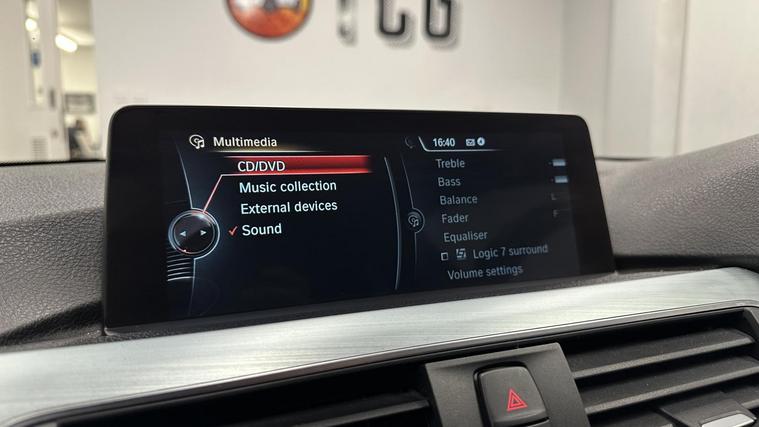 TCG
Multimedia
CD/DVD
Music collection
External devices
Sound
16:40
Treble
Bass
Balance L
Fader F
Equaliser
Logic 7 surround
Volume settings